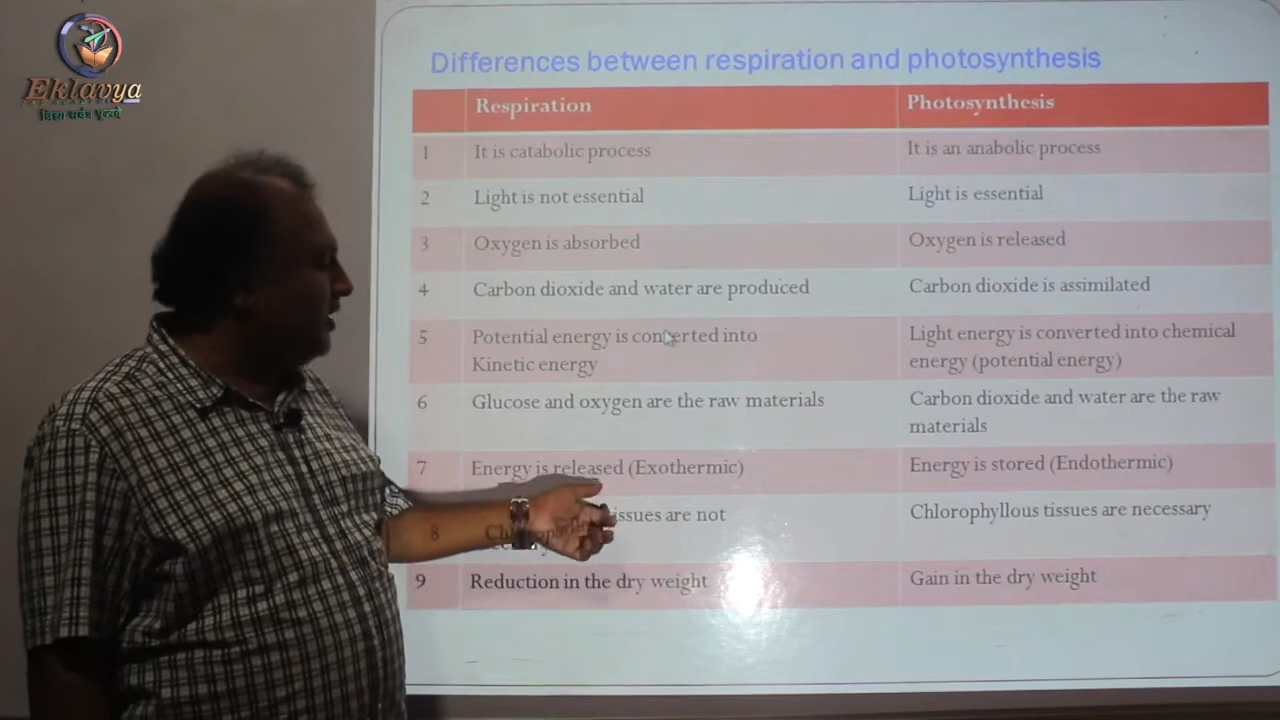 Eklavya
Differences between respiration and photosynthesis
Respiration Photosynthesis
1 It is catabolic process It is an anabolic process
2 Light is not essential Light is essential
3 Oxygen is absorbed Oxygen is released
4 Carbon dioxide and water are produced Carbon dioxide is assimilated
5 Potential energy is converted into Light energy is converted into chemical
Kinetic energy energy (potential energy)
6 Glucose and oxygen are the raw materials Carbon dioxide and water are the raw
materials
7 Energy is released (Exothermic) Energy is stored (Endothermic)
8 are not Chlorophyllous tissues are necessary
9 Reduction in the dry weight Gain in the dry weight